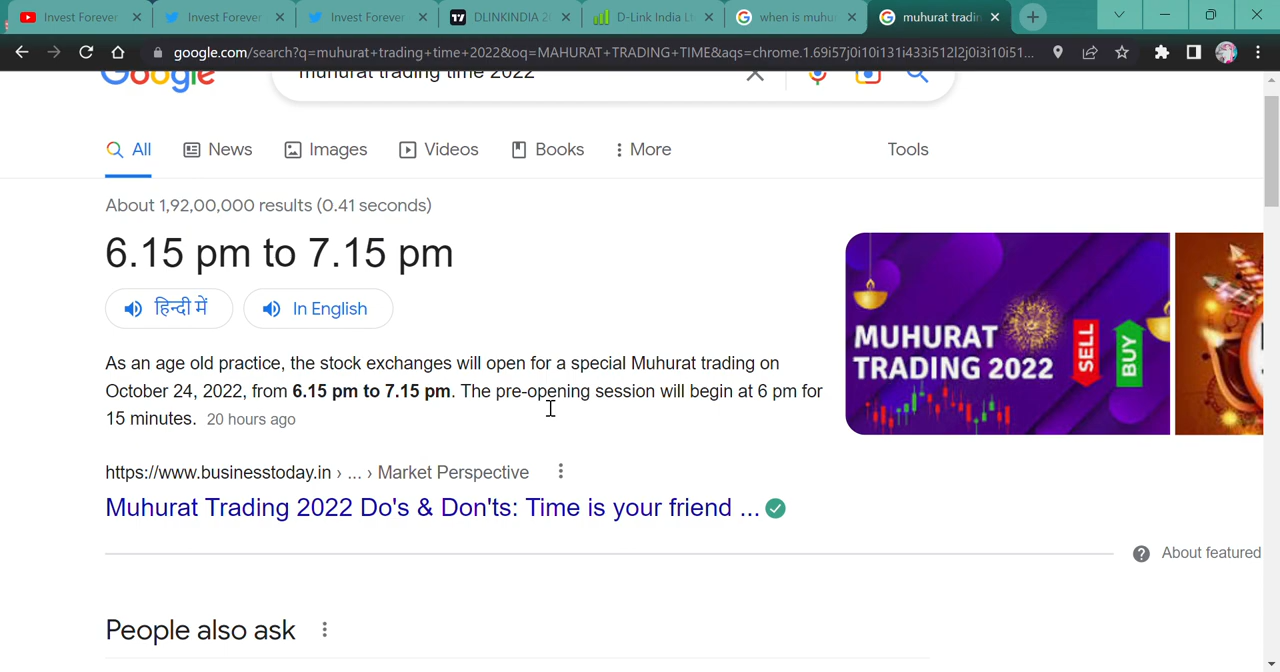 Invest Forever
Invest Forever
Invest Forever
DLINKINDIA 2
D-Link India L
when is muhu
muhurat tradin
google.com/search?q=muhurat+trading+time+2022&oq=MAHURAT+TRADING+TIME&aqs=chrome.1.69i57j0i10i131i433i512l2j0i3i10i51...
Google
muhurat trading time 2022
All
News
Images
Videos
Books
More
Tools
About 1,92,00,000 results (0.41 seconds)
6.15 pm to 7.15 pm
हिन्दी में
In English
As an age old practice, the stock exchanges will open for a special Muhurat trading on
October 24, 2022, from 6.15 pm to 7.15 pm. The pre-opening session will begin at 6 pm for
15 minutes. 20 hours ago
MUHURAT
TRADING 2022
SELL
BUY
https://www.businesstoday.in › ... › Market Perspective
Muhurat Trading 2022 Do's & Don'ts: Time is your friend ...
About featured
People also ask